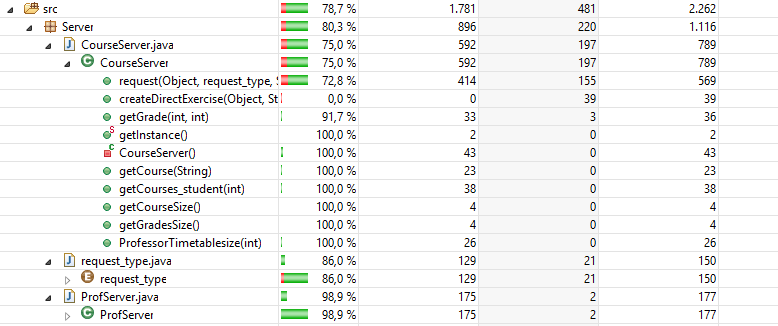 src 78,7 % 1.781 481 2.262
Server 80,3 % 896 220 1.116
J CourseServer.java 75,0 % 592 197 789
C CourseServer 75,0 % 592 197 789
request(Object, request_type, S 72,8 % 414 155 569
createDirectExercise(Object, St 0,0 % 0 39 39
getGrade(int, int) 91,7 % 33 3 36
S getInstance() 100,0 % 2 0 2
C CourseServer() 100,0 % 43 0 43
getCourse(String) 100,0 % 23 0 23
getCourses_student(int) 100,0 % 38 0 38
getCourseSize() 100,0 % 4 0 4
getGradesSize() 100,0 % 4 0 4
ProfessorTimetablesize(int) 100,0 % 26 0 26
J request_type.java 86,0 % 129 21 150
E request_type 86,0 % 129 21 150
J ProfServer.java 98,9 % 175 2 177
C ProfServer 98,9 % 175 2 177